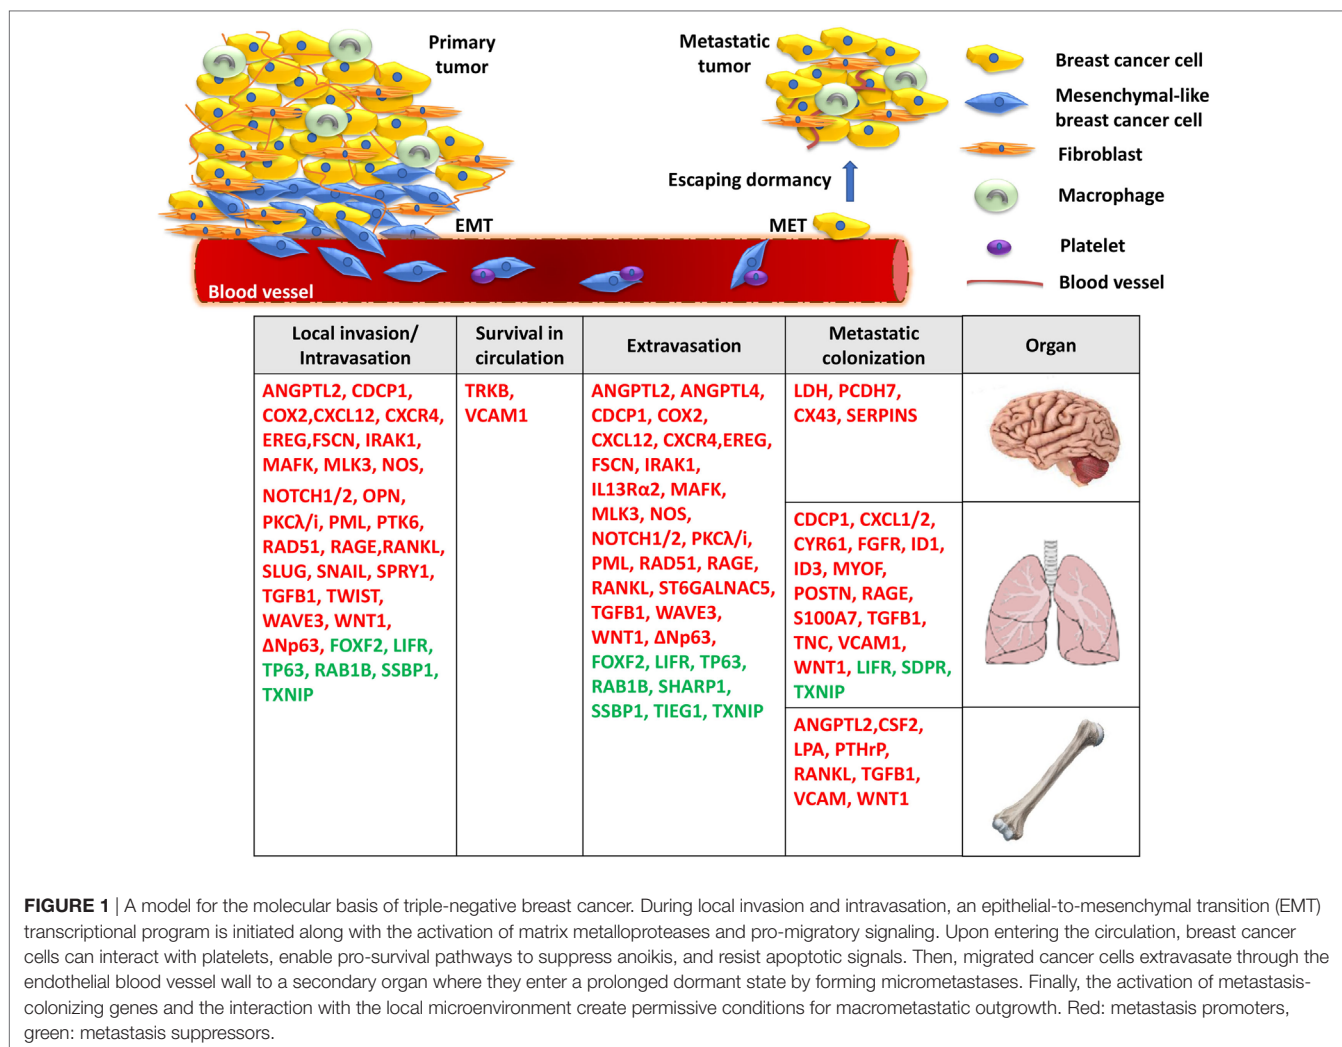 Primary
tumor
Metastatic
tumor
Breast cancer cell
Mesenchymal-like
breast cancer cell
Fibroblast
Macrophage
Platelet
Blood vessel
Escaping dormancy
EMT
MET
Blood vessel
Local invasion/
Intravasation
Survival in
circulation
Extravasation
Metastatic
colonization
Organ
ANGPTL2, CDCP1,
COX2,CXCL12, CXCR4,
EREG,FSCN, IRAK1,
MAFK, MLK3, NOS,
NOTCH1/2, OPN,
PKCλ/i, PML, PTK6,
RAD51, RAGE,RANKL,
SLUG, SNAIL, SPRY1,
TGFB1, TWIST,
WAVE3, WNT1,
ΔNp63, FOXF2, LIFR,
TP63, RAB1B, SSBP1,
TXNIP
TRKB,
VCAM1
ANGPTL2, ANGPTL4,
CDCP1, COX2,
CXCL12, CXCR4,EREG,
FSCN, IRAK1,
IL13Rα2, MAFK,
MLK3, NOS,
NOTCH1/2, PKCλ/i,
PML, RAD51, RAGE,
RANKL, ST6GALNAC5,
TGFB1, WAVE3,
WNT1, ΔNp63,
FOXF2, LIFR, TP63,
RAB1B, SHARP1,
SSBP1, TIEG1, TXNIP
LDH, PCDH7,
CX43, SERPINS
CDCP1, CXCL1/2,
CYR61, FGFR, ID1,
ID3, MYOF,
POSTN, RAGE,
S100A7, TGFB1,
TNC, VCAM1,
WNT1, LIFR, SDPR,
TXNIP
ANGPTL2,CSF2,
LPA, PTHrP,
RANKL, TGFB1,
VCAM, WNT1
FIGURE 1 | A model for the molecular basis of triple-negative breast cancer. During local invasion and intravasation, an epithelial-to-mesenchymal transition (EMT)
transcriptional program is initiated along with the activation of matrix metalloproteases and pro-migratory signaling. Upon entering the circulation, breast cancer
cells can interact with platelets, enable pro-survival pathways to suppress anoikis, and resist apoptotic signals. Then, migrated cancer cells extravasate through the
endothelial blood vessel wall to a secondary organ where they enter a prolonged dormant state by forming micrometastases. Finally, the activation of metastasis-
colonizing genes and the interaction with the local microenvironment create permissive conditions for macrometastatic outgrowth. Red: metastasis promoters,
green: metastasis suppressors.